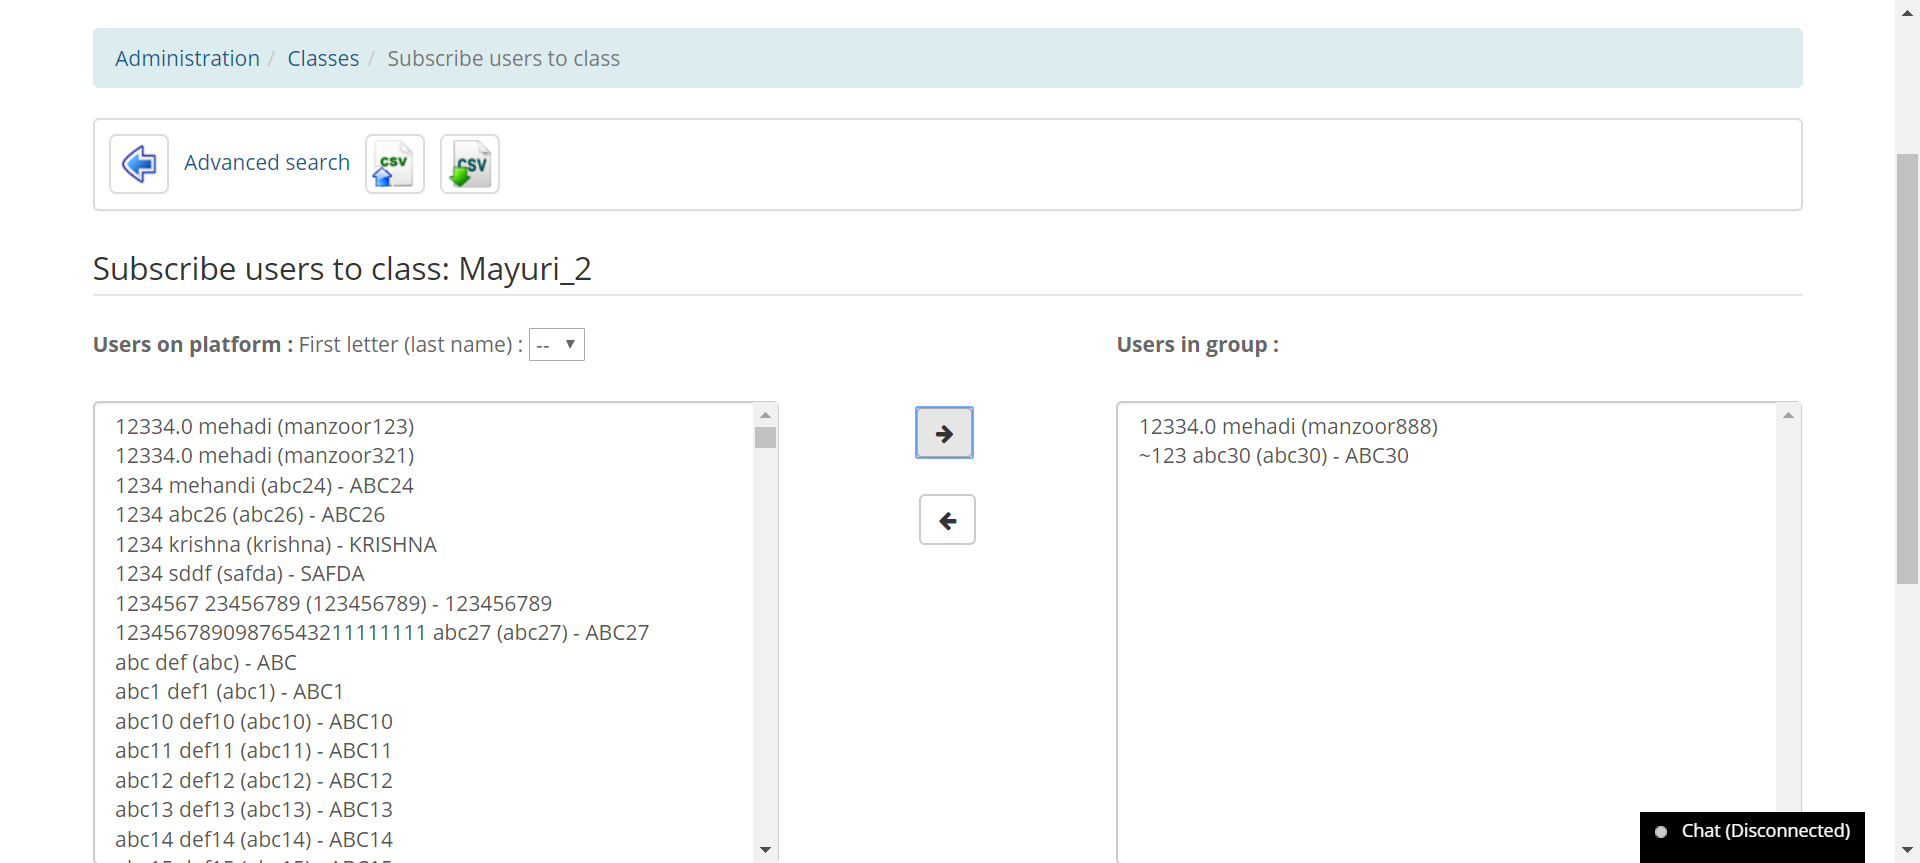 Administration / Classes / Subscribe users to class
Advanced search
csv
csv
Subscribe users to class: Mayuri_2
Users on platform : First letter (last name) : --
Users in group :
12334.0 mehadi (manzoor123)
12334.0 mehadi (manzoor321)
1234 mehandi (abc24) - ABC24
1234 abc26 (abc26) - ABC26
1234 krishna (krishna) - KRISHNA
1234 sddf (safda) - SAFDA
1234567 23456789 (123456789) - 123456789
12345678909876543211111111 abc27 (abc27) - ABC27
abc def (abc) - ABC
abc1 def1 (abc1) - ABC1
abc10 def10 (abc10) - ABC10
abc11 def11 (abc11) - ABC11
abc12 def12 (abc12) - ABC12
abc13 def13 (abc13) - ABC13
abc14 def14 (abc14) - ABC14
12334.0 mehadi (manzoor888)
~123 abc30 (abc30) - ABC30
Chat (Disconnected)